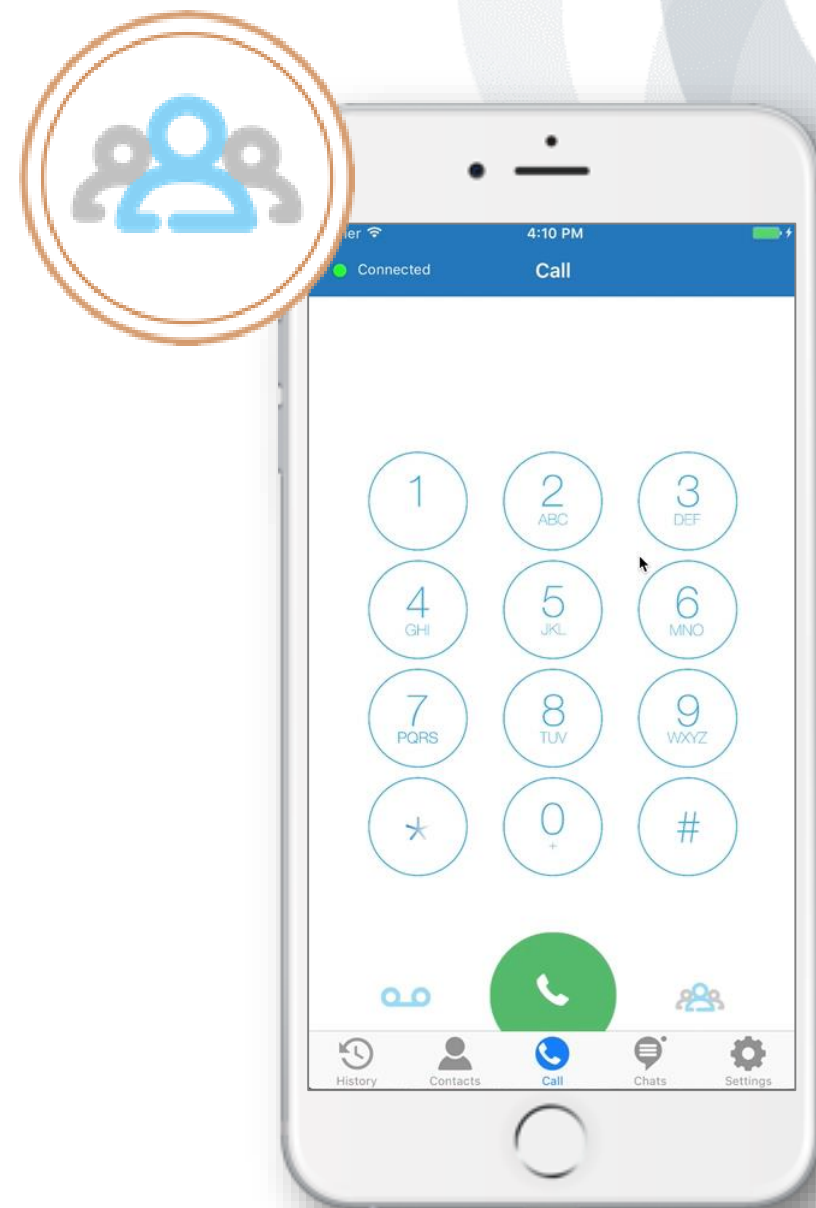 4:10 PM
Connected Call
1 2 3
ABC DEF
4 5 6
GHI JKL MNO
7 8 9
PQRS TUV WXYZ
* 0 #
+
History Contacts Call Chats Settings